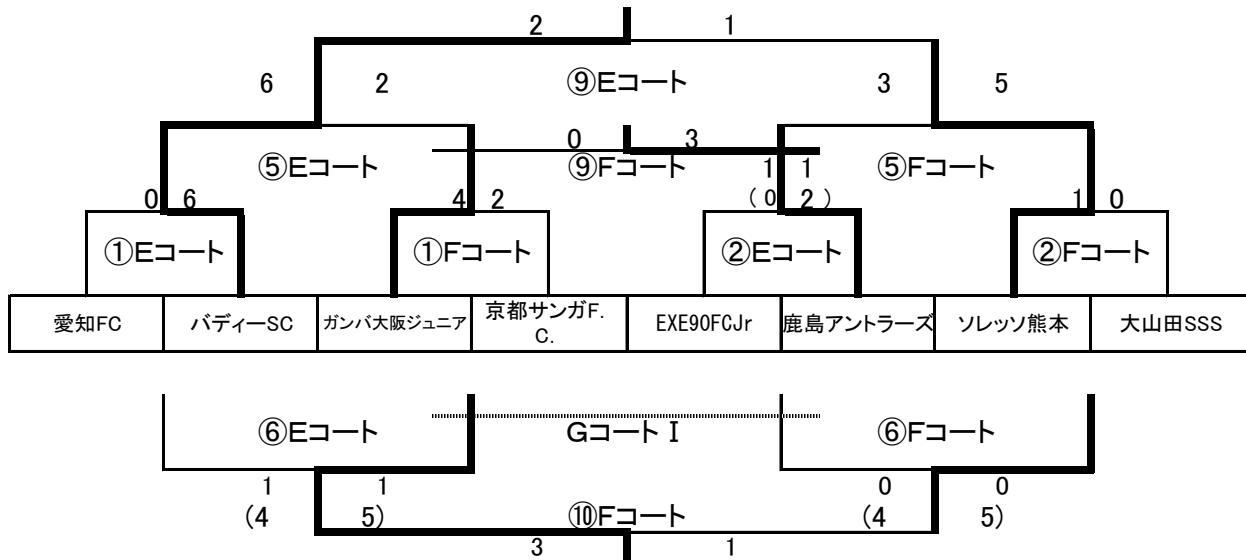 2 1
6 2 ⑨Eコート 3 5
0 3
⑤Eコート ⑨Fコート 1 1 ⑤Fコート
0 6 4 2 (0 2) 1 0
①Eコート ①Fコート ②Eコート ②Fコート
愛知FC バディーSC ガンバ大阪ジュニア 京都サンガF. EXE90FCJr 鹿島アントラーズ ソレッソ熊本 大山田SSS
C.
⑥Eコート GコートⅠ ⑥Fコート
1 1 0 0
(4 5) ⑩Fコート (4 5)
3 1